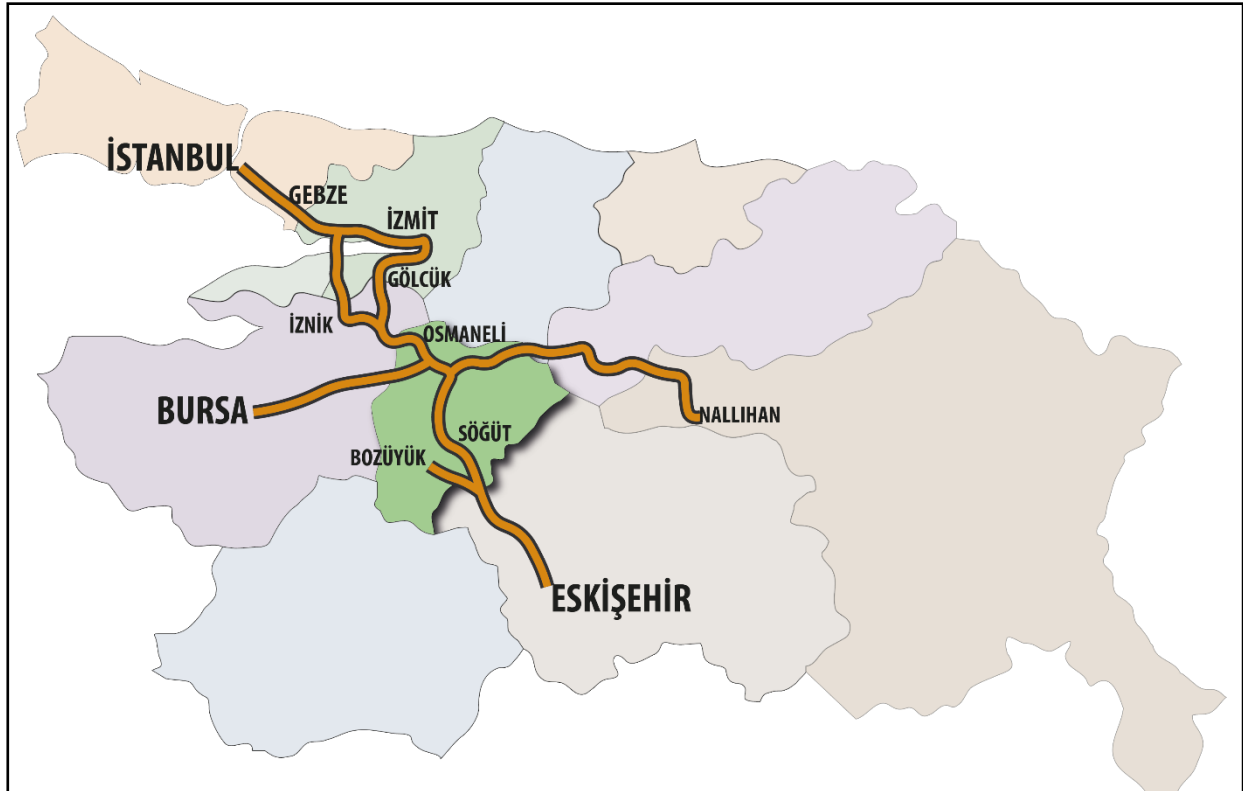 İSTANBUL
GEBZE
İZMİT
GÖLCÜK
İZNİK
OSMANELİ
BURSA
NALLIHAN
SÖĞÜT
BOZÜYÜK
ESKİŞEHİR